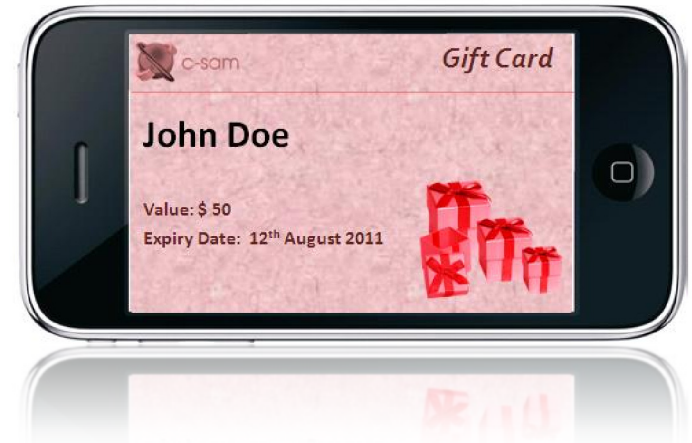 c-sam
Gift Card
John Doe
Value: $ 50
Expiry Date: 12th August 2011